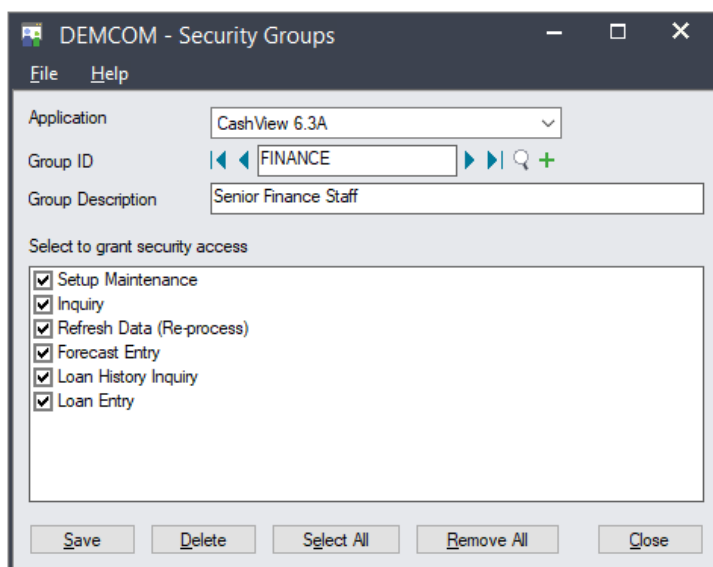 DEMCOM - Security Groups
File Help
Application CashView 6.3A
Group ID FINANCE
Group Description Senior Finance Staff
Select to grant security access
Setup Maintenance
Inquiry
Refresh Data (Re-process)
Forecast Entry
Loan History Inquiry
Loan Entry
Save Delete Select All Remove All Close